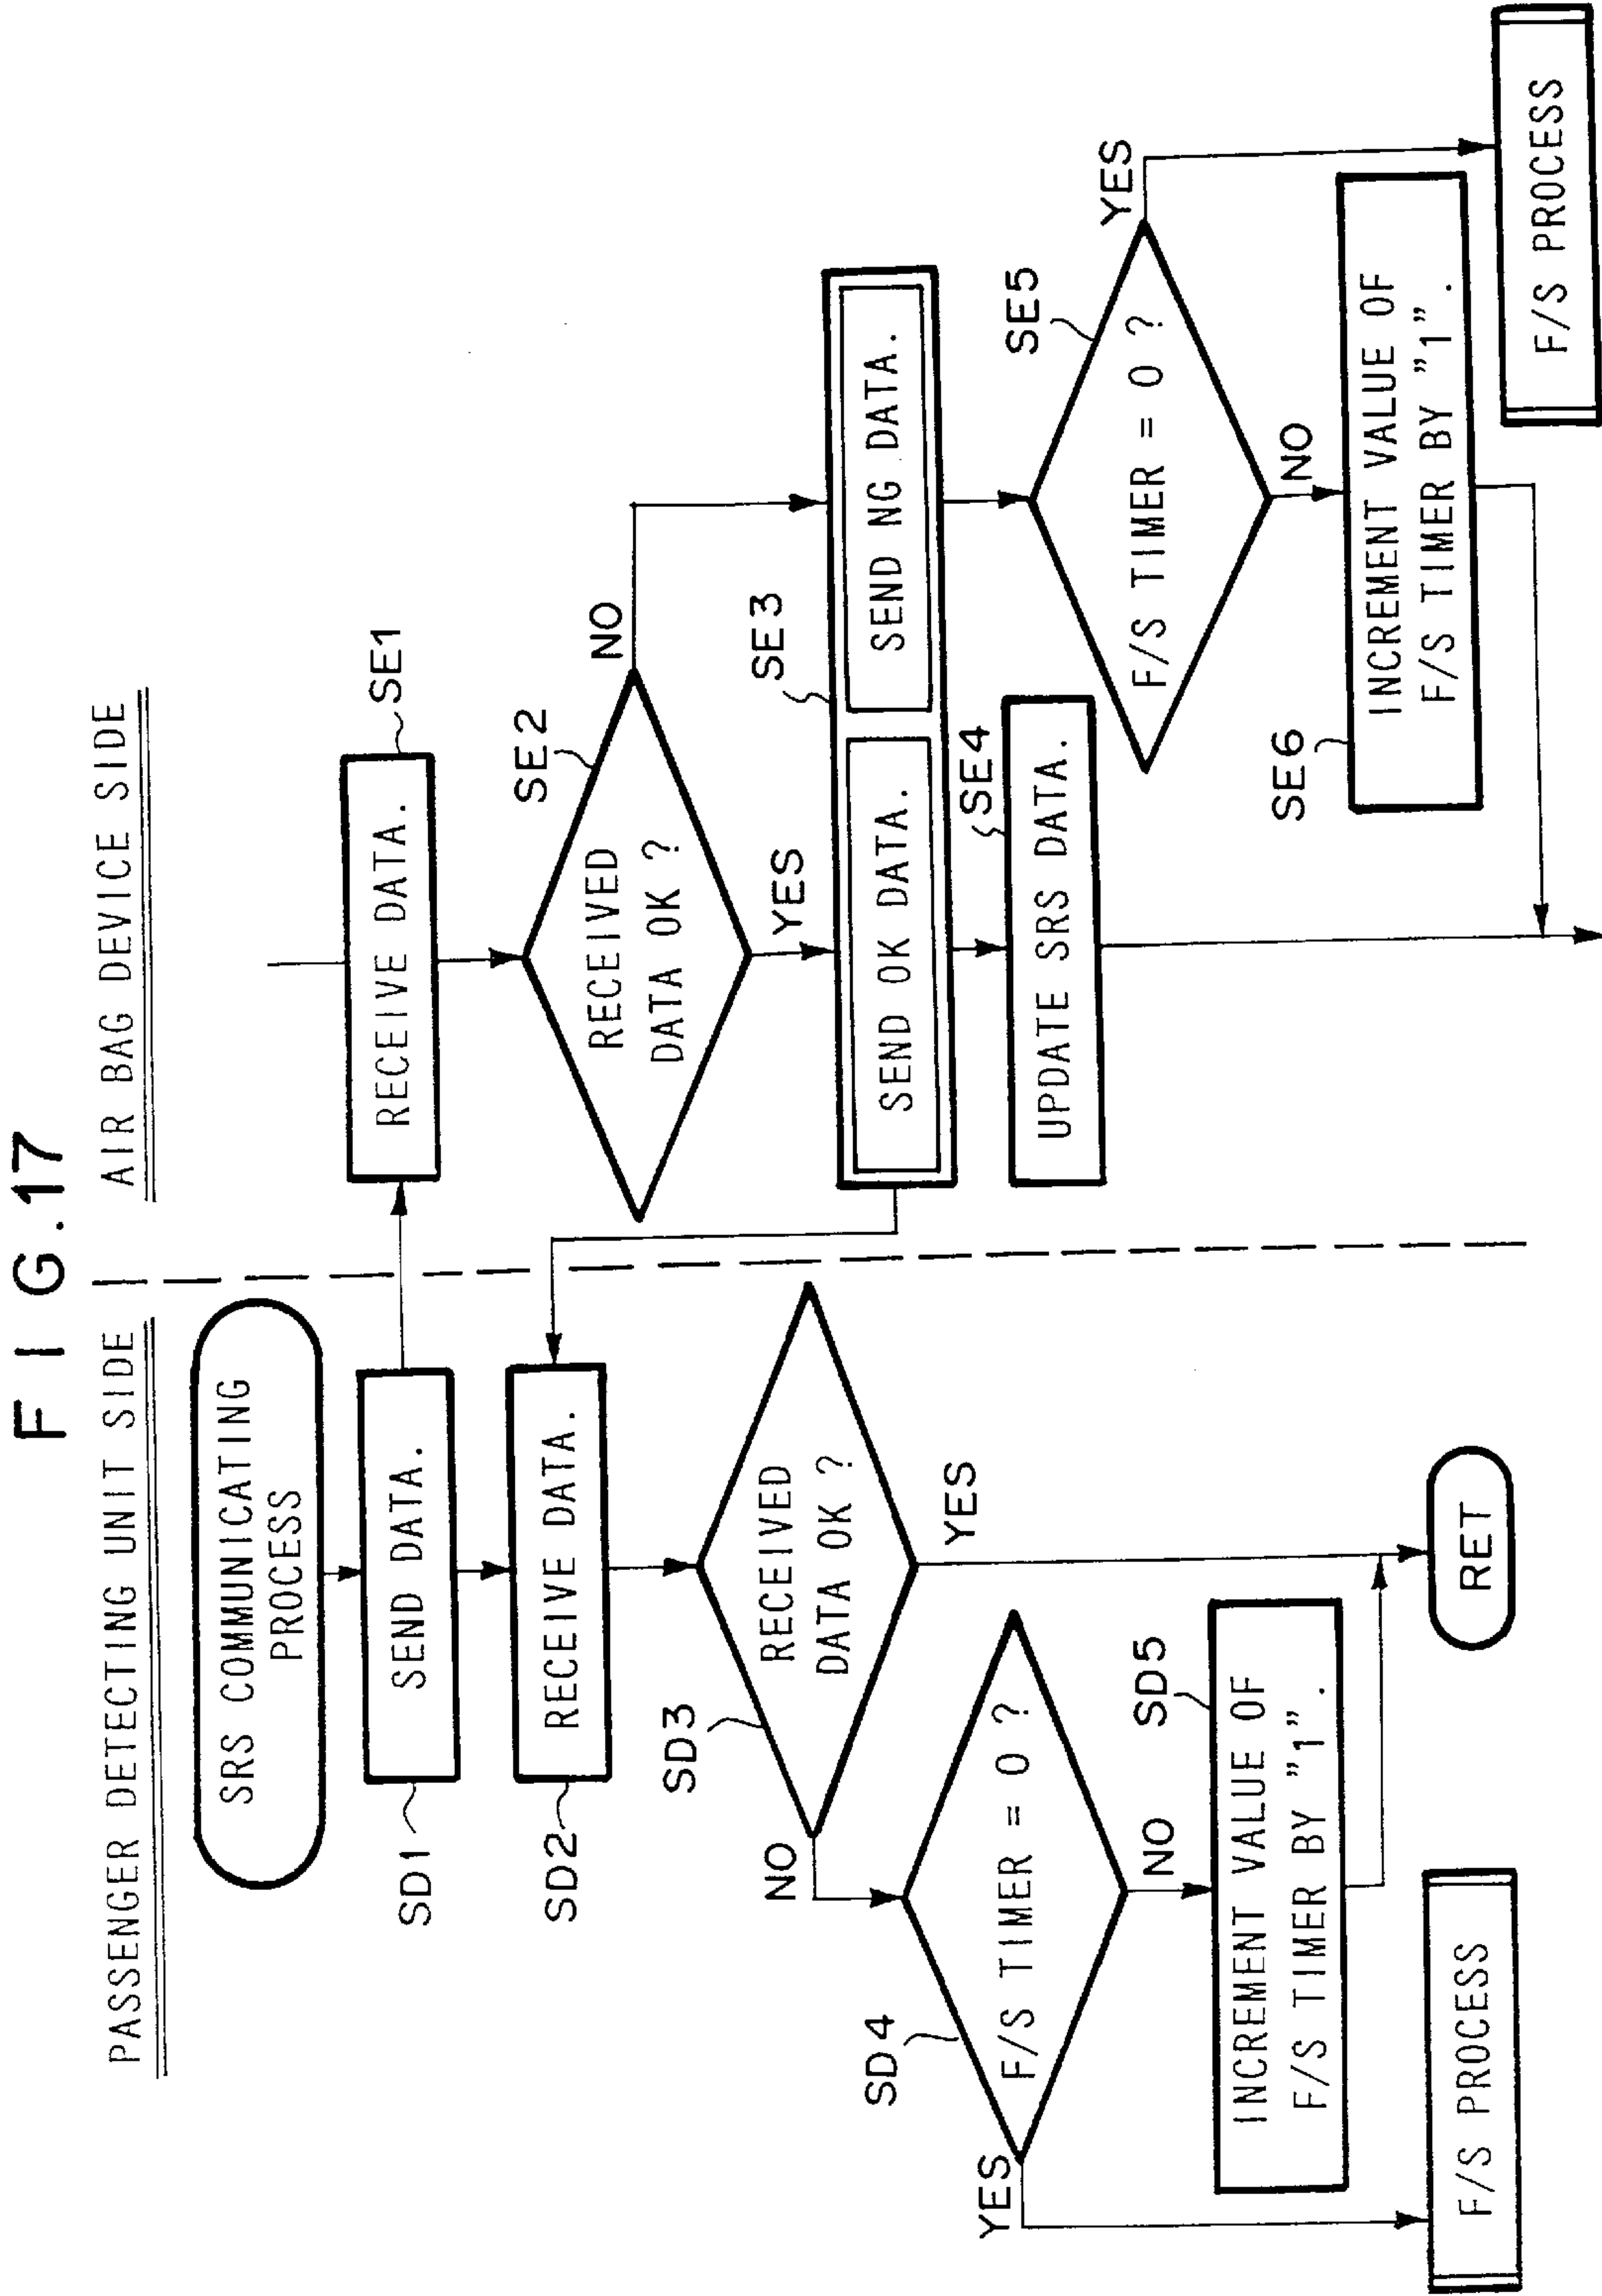 F I G.17
PASSENGER DETECTING UNIT SIDE
AIR BAG DEVICE SIDE
SRS COMMUNICATING
PROCESS
SEND DATA.
SD1
RECEIVE DATA.
SD2
RECEIVED
DATA OK ?
SD3
NO
YES
F/S TIMER = 0 ?
SD4
YES
NO
INCREMENT VALUE OF
F/S TIMER BY "1".
SD5
F/S PROCESS
RET
RECEIVE DATA.
SE1
RECEIVED
DATA OK ?
SE2
NO
YES
SE3
SEND OK DATA.
SEND NG DATA.
SE4
UPDATE SRS DATA.
F/S TIMER = 0 ?
SE5
YES
NO
INCREMENT VALUE OF
F/S TIMER BY "1".
SE6
F/S PROCESS